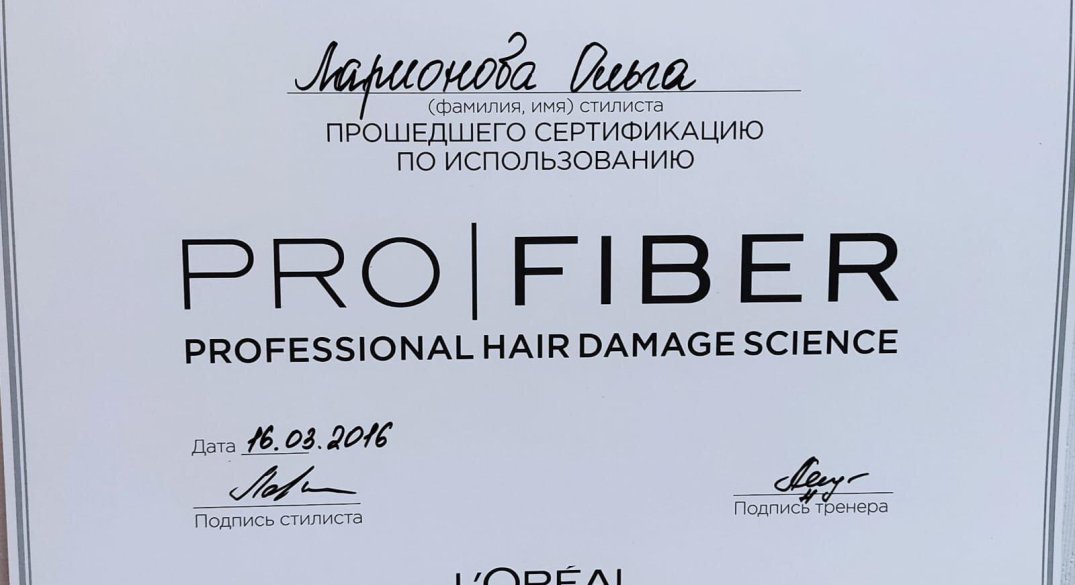 Ларионова Ольга
(фамилия, имя) стилиста
ПРОШЕДШЕГО СЕРТИФИКАЦИЮ
ПО ИСПОЛЬЗОВАНИЮ
PRO|FIBER
PROFESSIONAL HAIR DAMAGE SCIENCE
Дата 16.03.2016
Подпись стилиста
Подпись тренера
L'ORÉAL